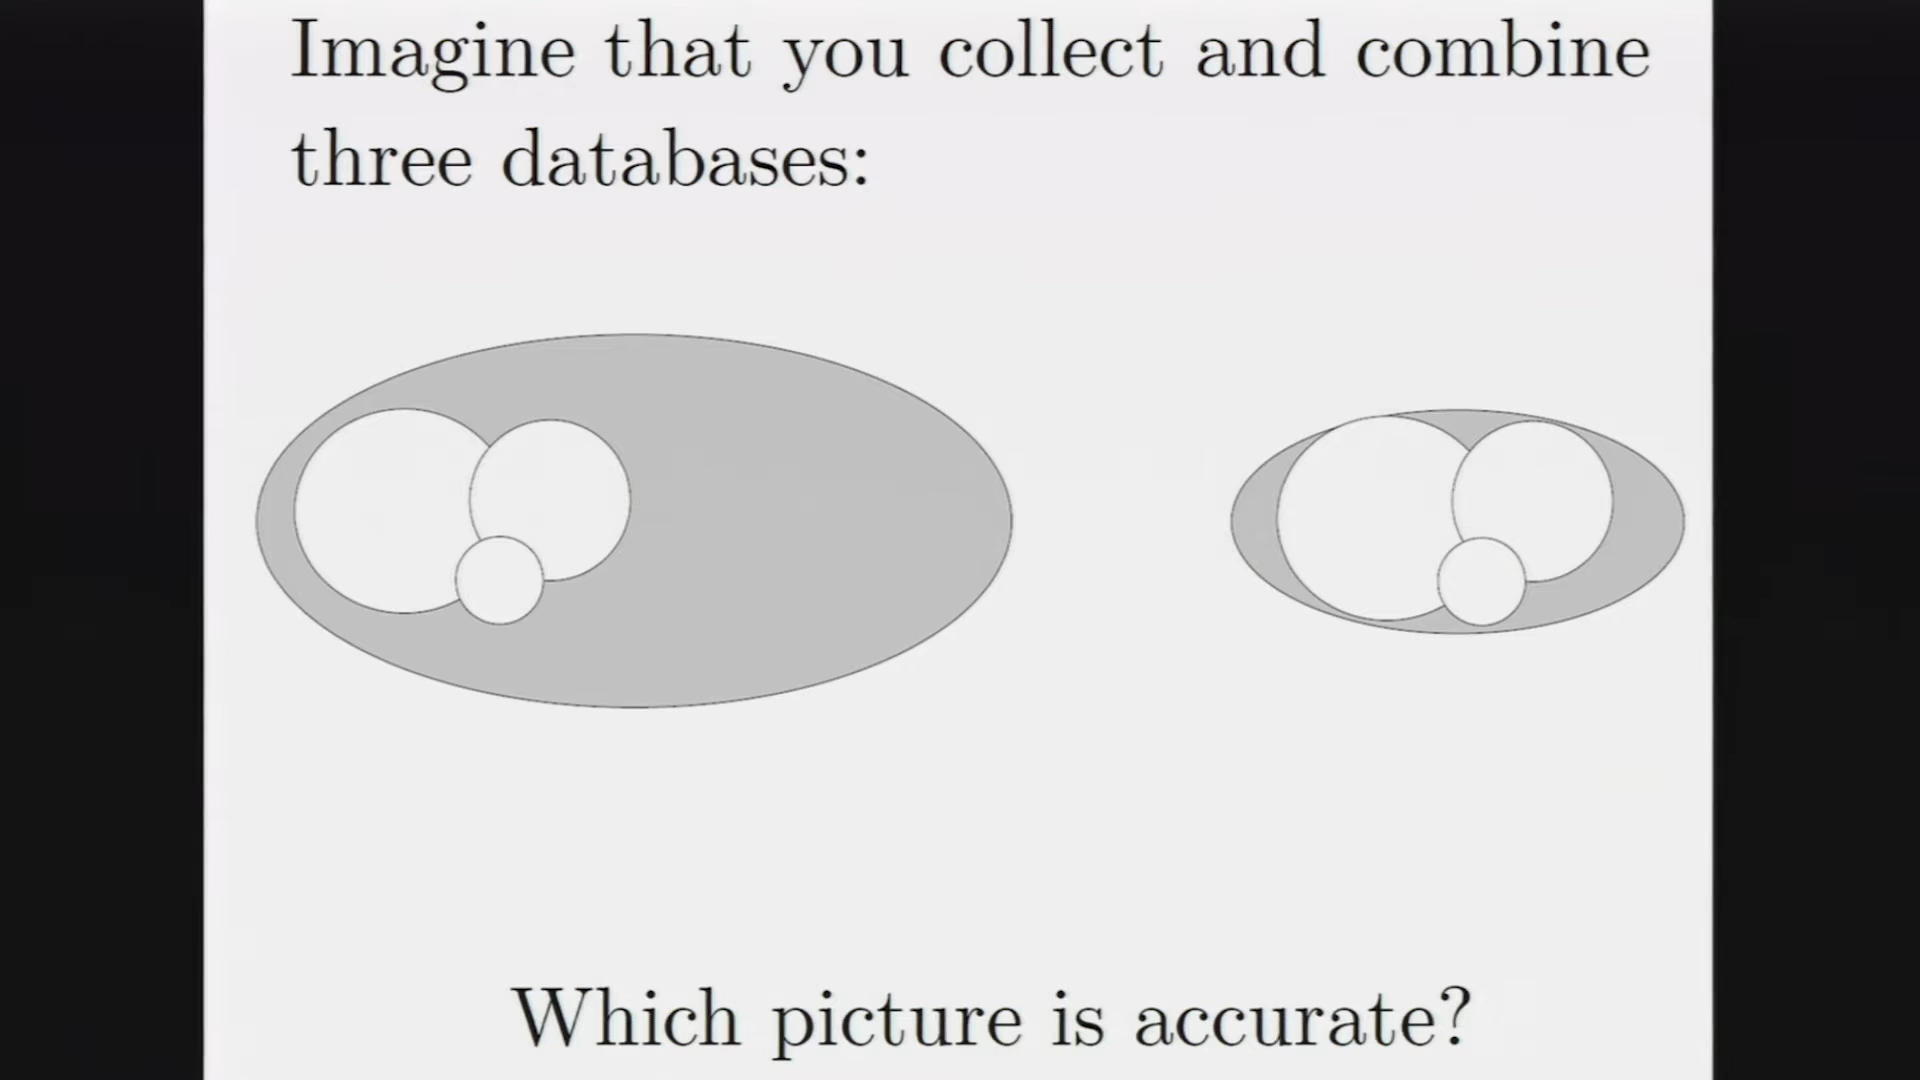 Imagine that you collect and combine
three databases:
Which picture is accurate?